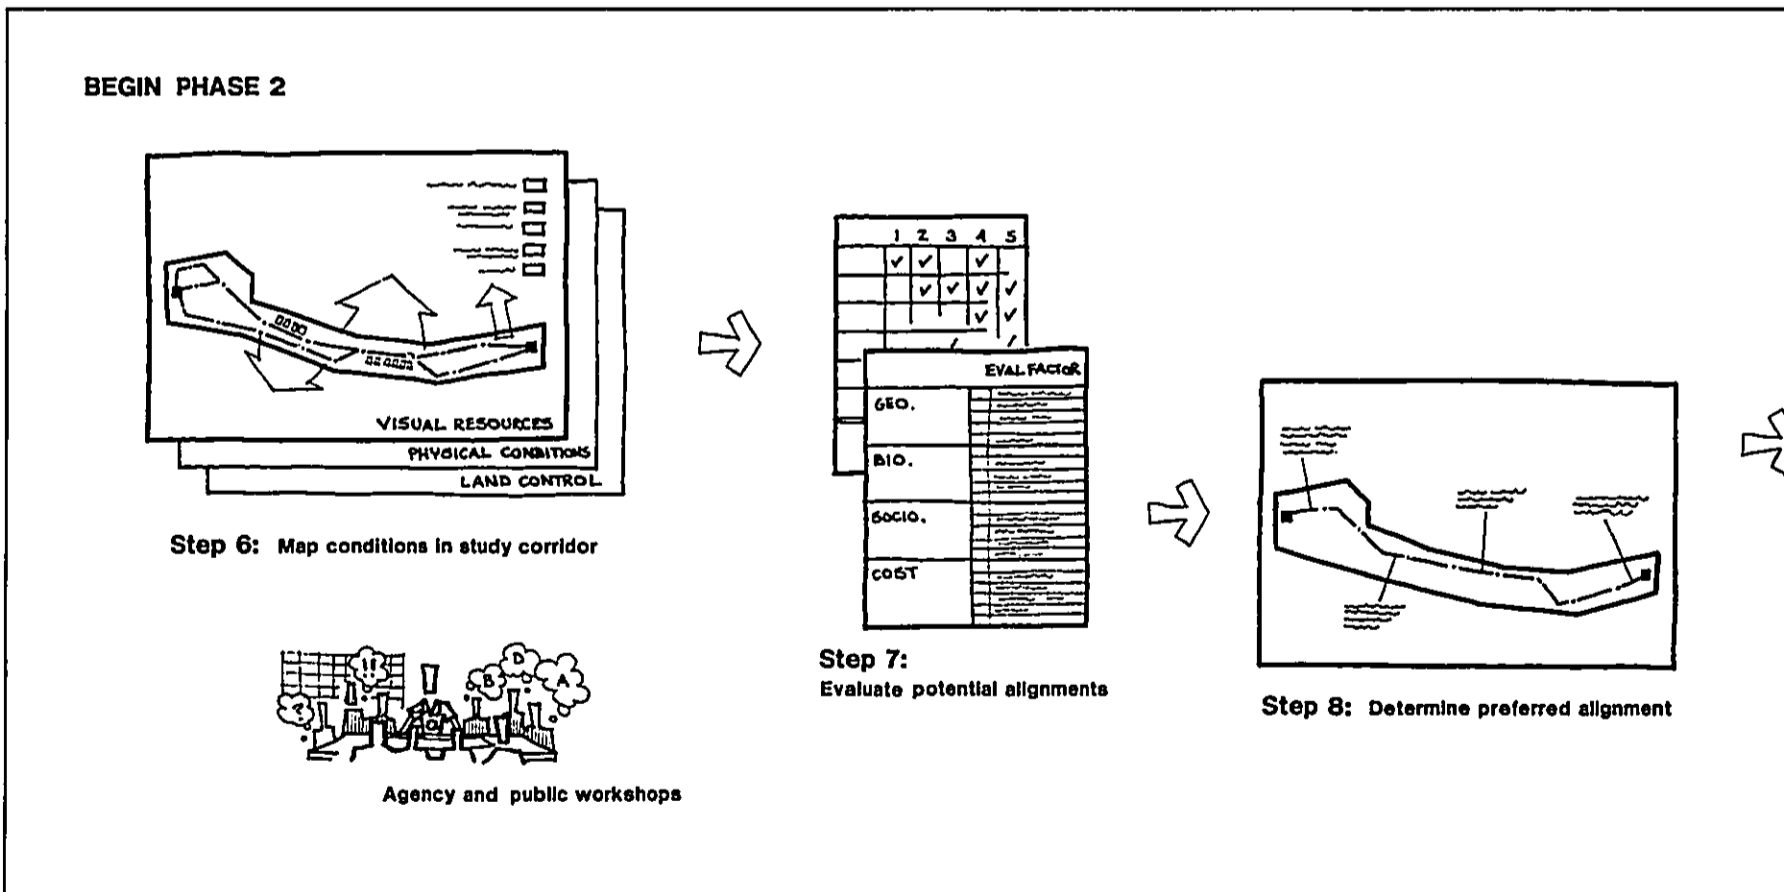 BEGIN PHASE 2
VISUAL RESOURCES
PHYSICAL CONDITIONS
LAND CONTROL
Step 6: Map conditions in study corridor
?
!!
!
B
D
A
Agency and public workshops
1 2 3 4 5
EVAL FACTOR
GEO.
BIO.
SOCIO.
COST
Step 7:
Evaluate potential alignments
Step 8: Determine preferred alignment